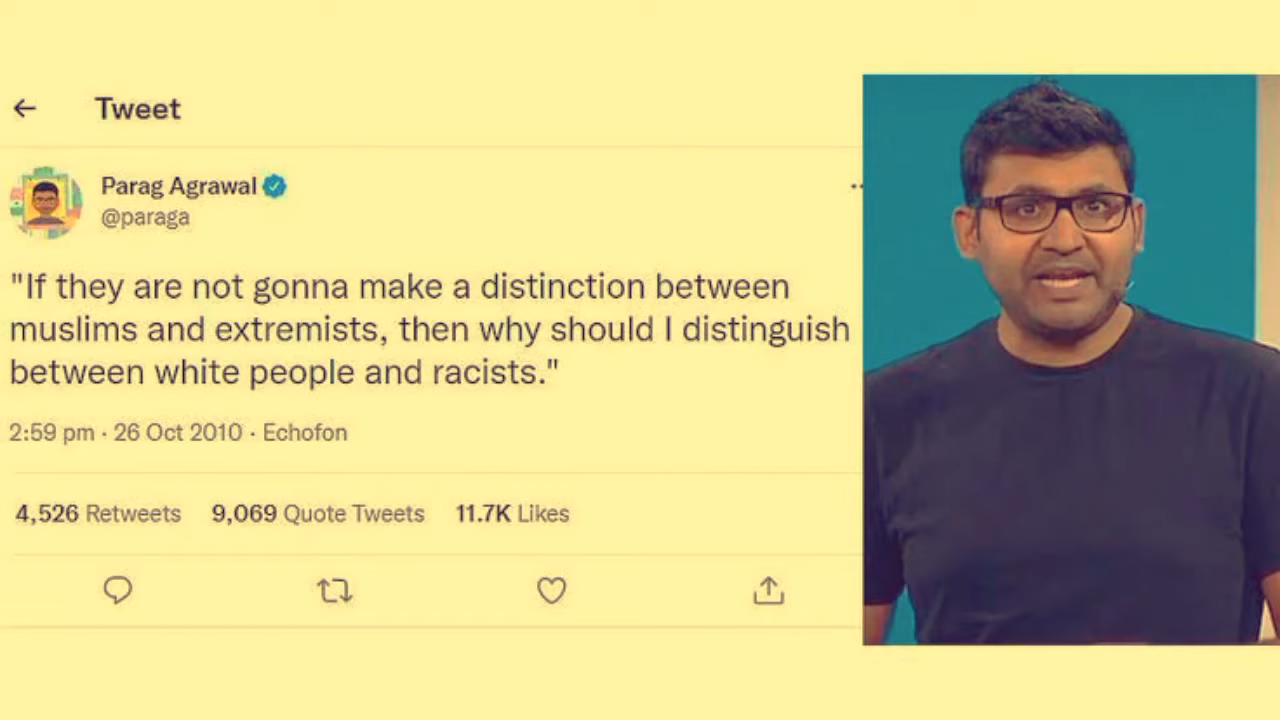 Tweet
Parag Agrawal
@paraga
"If they are not gonna make a distinction between
muslims and extremists, then why should I distinguish
between white people and racists."
2:59 pm · 26 Oct 2010 · Echofon
4,526 Retweets 9,069 Quote Tweets 11.7K Likes